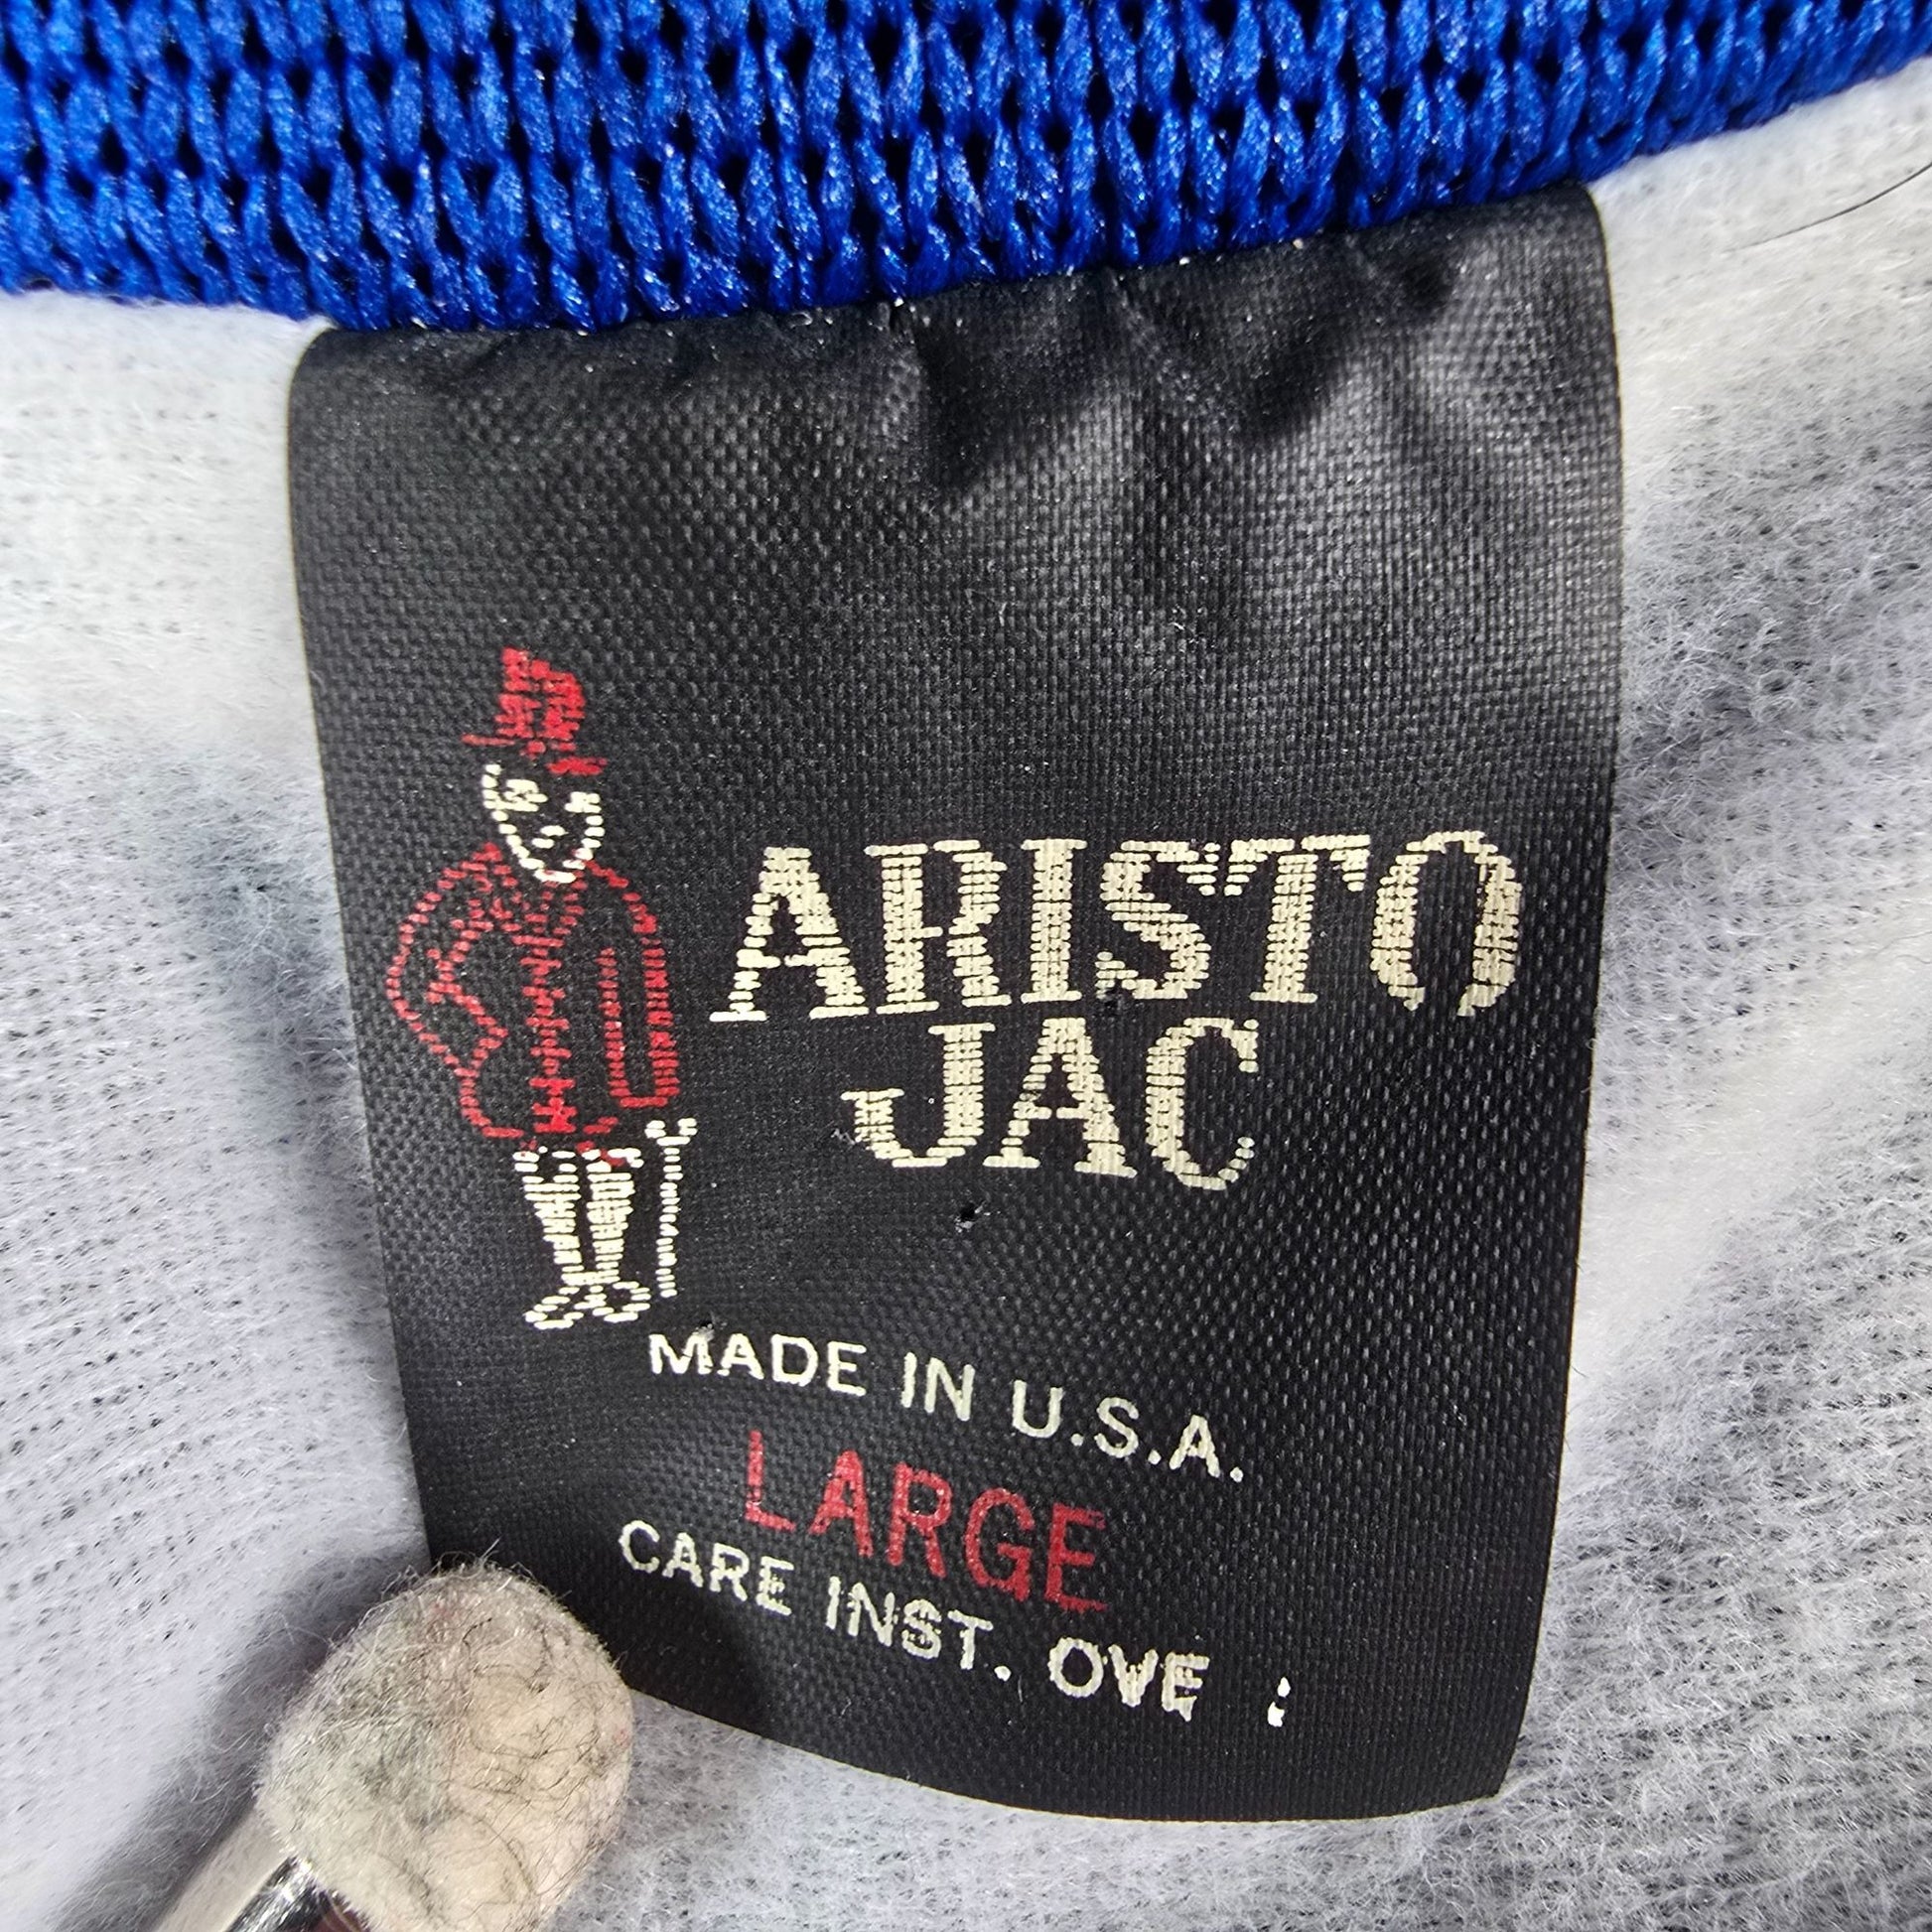 ARISTO
JAC
MADE IN U.S.A.
LARGE
CARE INST. OVE